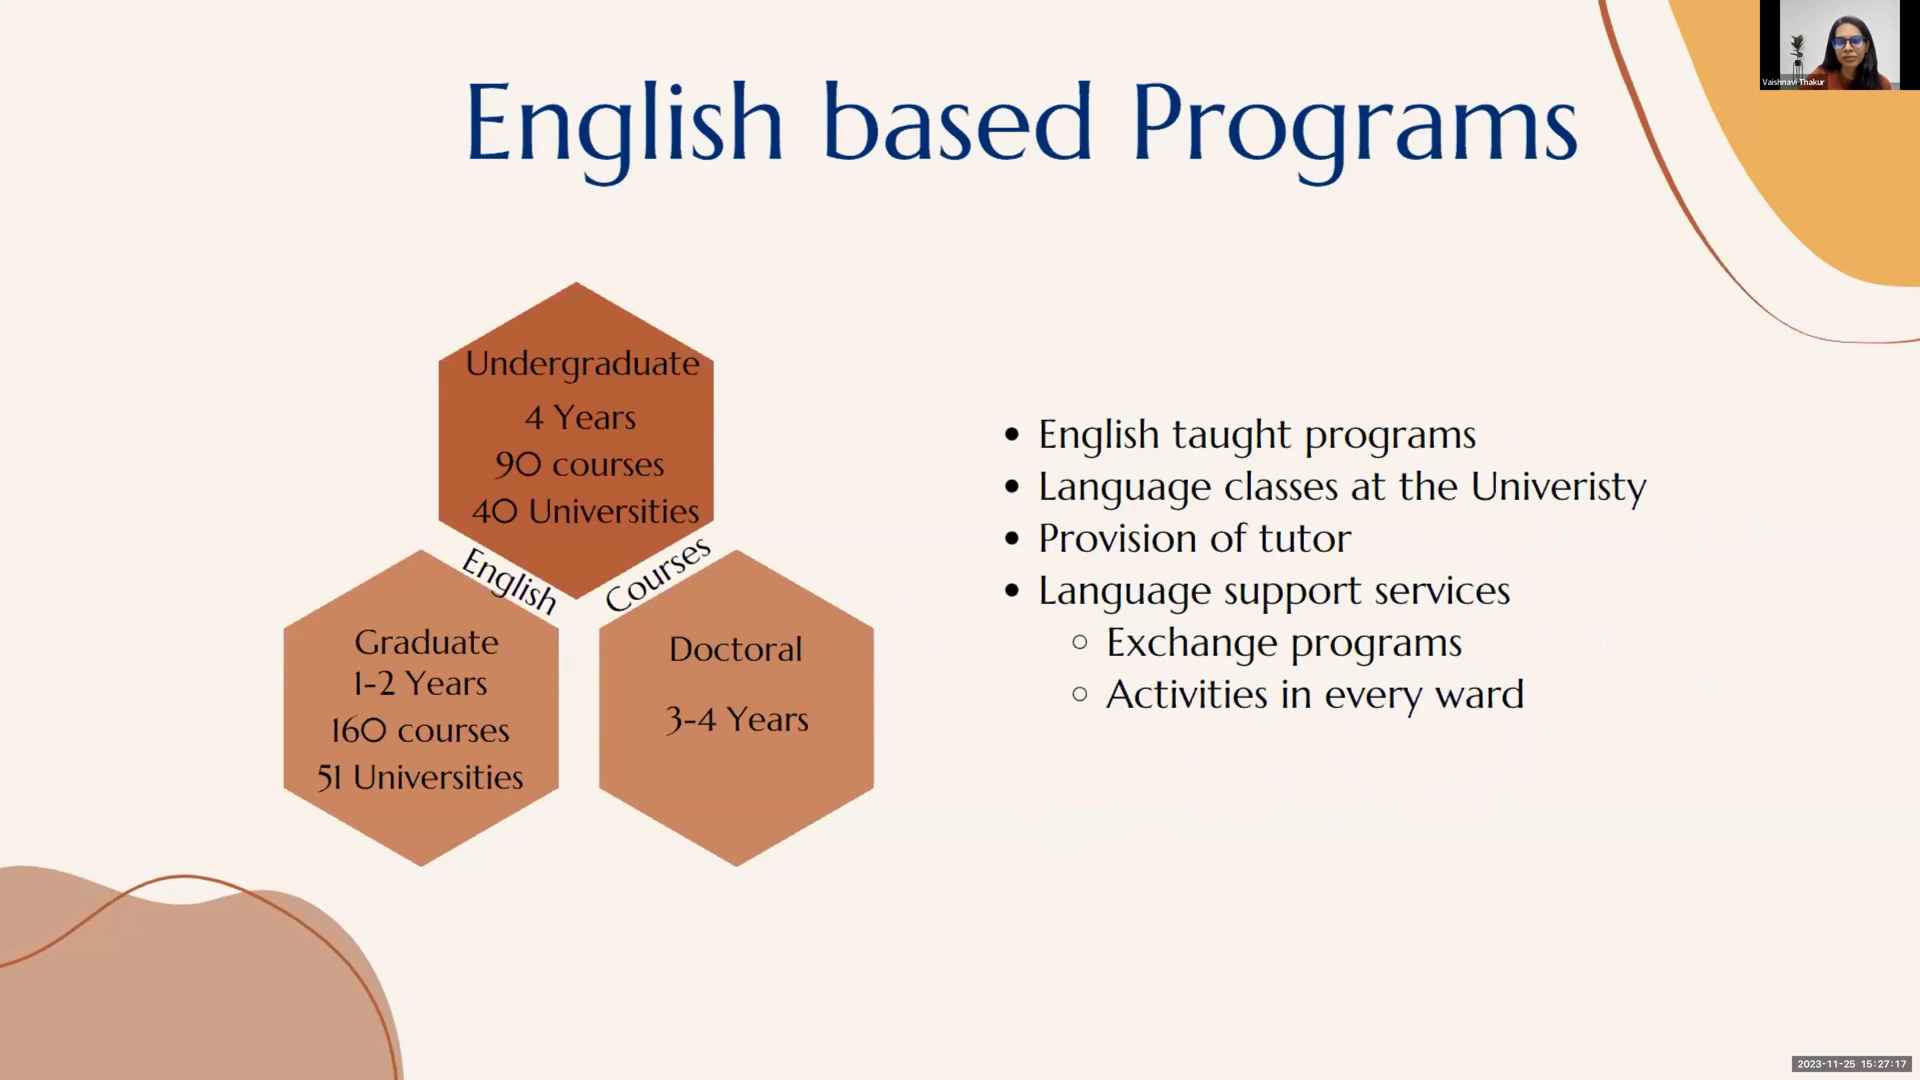 Vaishnavi Thakur
English based Programs
Undergraduate
4 Years
90 courses
40 Universities
English Courses
Graduate
1-2 Years
160 courses
51 Universities
Doctoral
3-4 Years
• English taught programs
• Language classes at the Univeristy
• Provision of tutor
• Language support services
○ Exchange programs
○ Activities in every ward
2023-11-25 15:27:17